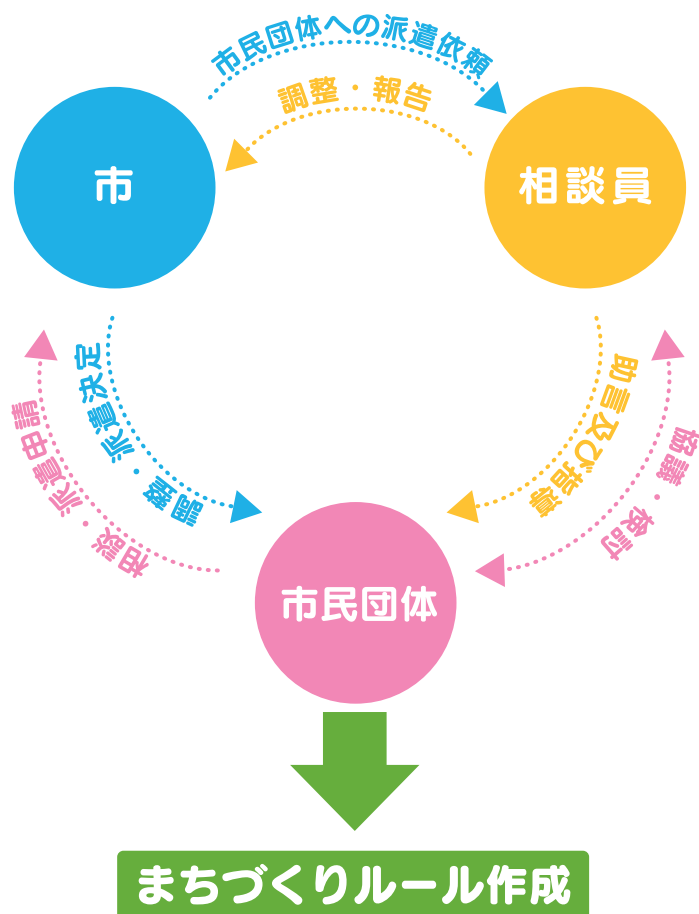 市民団体への派遣依頼
調整・報告
市
相談員
調整・派遣決定
相談・派遣申請
助言及び指導
協議・検討
市民団体
まちづくりルール作成